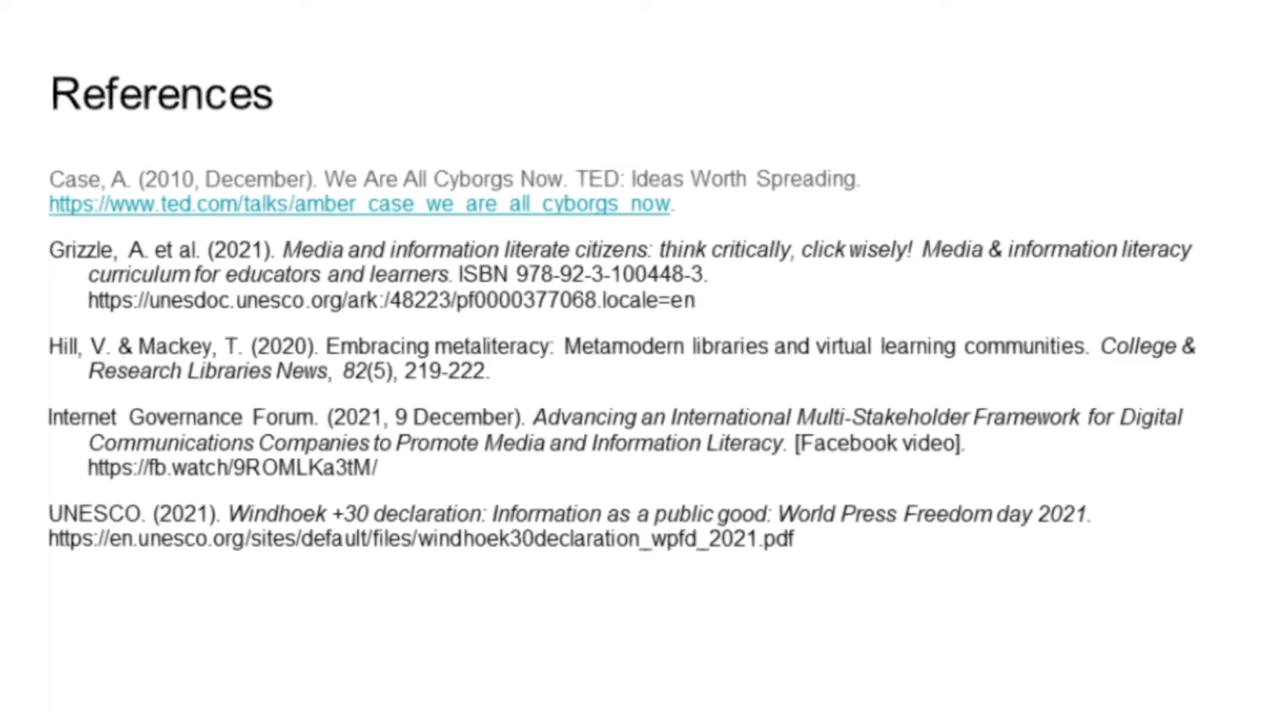 References
Case, A. (2010, December). We Are All Cyborgs Now. TED: Ideas Worth Spreading.
https://www.ted.com/talks/amber_case_we_are_all_cyborgs_now.
Grizzle, A. et al. (2021). Media and information literate citizens: think critically, click wisely! Media & information literacy
curriculum for educators and learners. ISBN 978-92-3-100448-3.
https://unesdoc.unesco.org/ark:/48223/pf0000377068.locale=en
Hill, V. & Mackey, T. (2020). Embracing metaliteracy: Metamodern libraries and virtual learning communities. College &
Research Libraries News, 82(5), 219-222.
Internet Governance Forum. (2021, 9 December). Advancing an International Multi-Stakeholder Framework for Digital
Communications Companies to Promote Media and Information Literacy. [Facebook video].
https://fb.watch/9ROMLKa3tM/
UNESCO. (2021). Windhoek +30 declaration: Information as a public good: World Press Freedom day 2021.
https://en.unesco.org/sites/default/files/windhoek30declaration_wpfd_2021.pdf